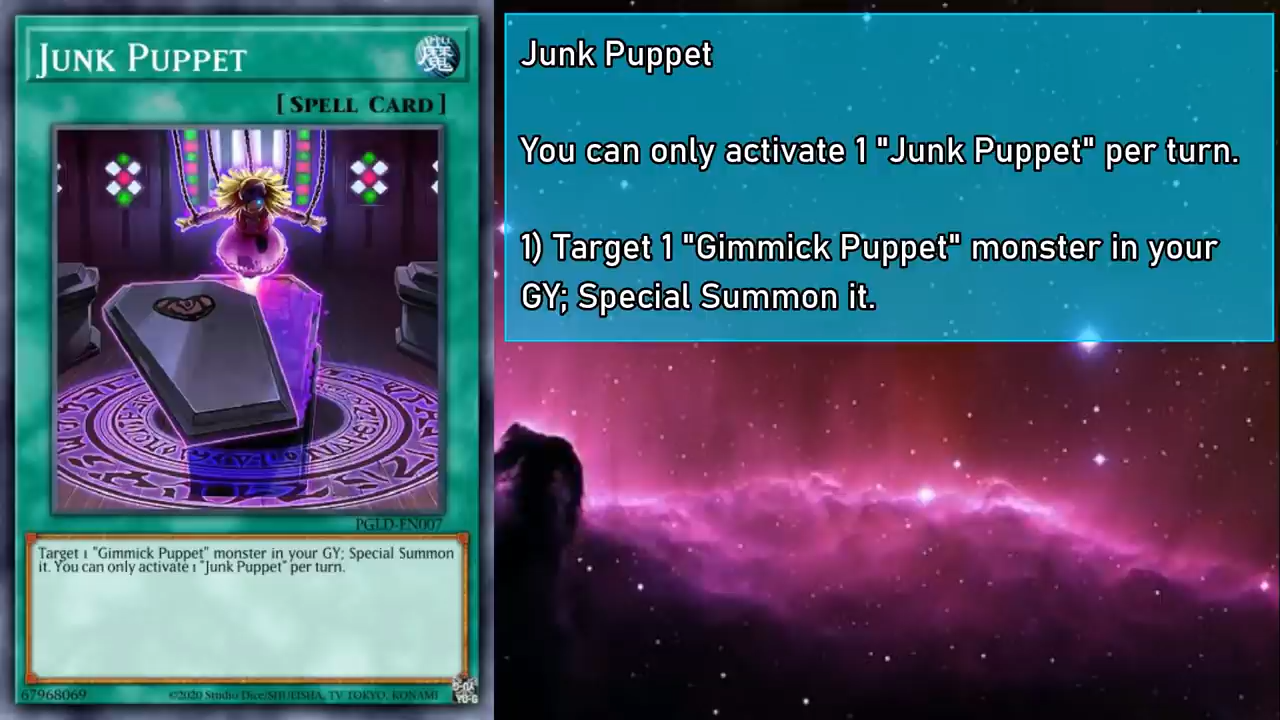 JUNK PUPPET
魔
[SPELL CARD]
PGLD-EN007
Target 1 "Gimmick Puppet" monster in your GY; Special Summon
it. You can only activate 1 "Junk Puppet" per turn.
67968069
©2020 Studio Dice/SHUEISHA, TV TOKYO, KONAMI
Junk Puppet
You can only activate 1 "Junk Puppet" per turn.
1) Target 1 "Gimmick Puppet" monster in your
GY; Special Summon it.